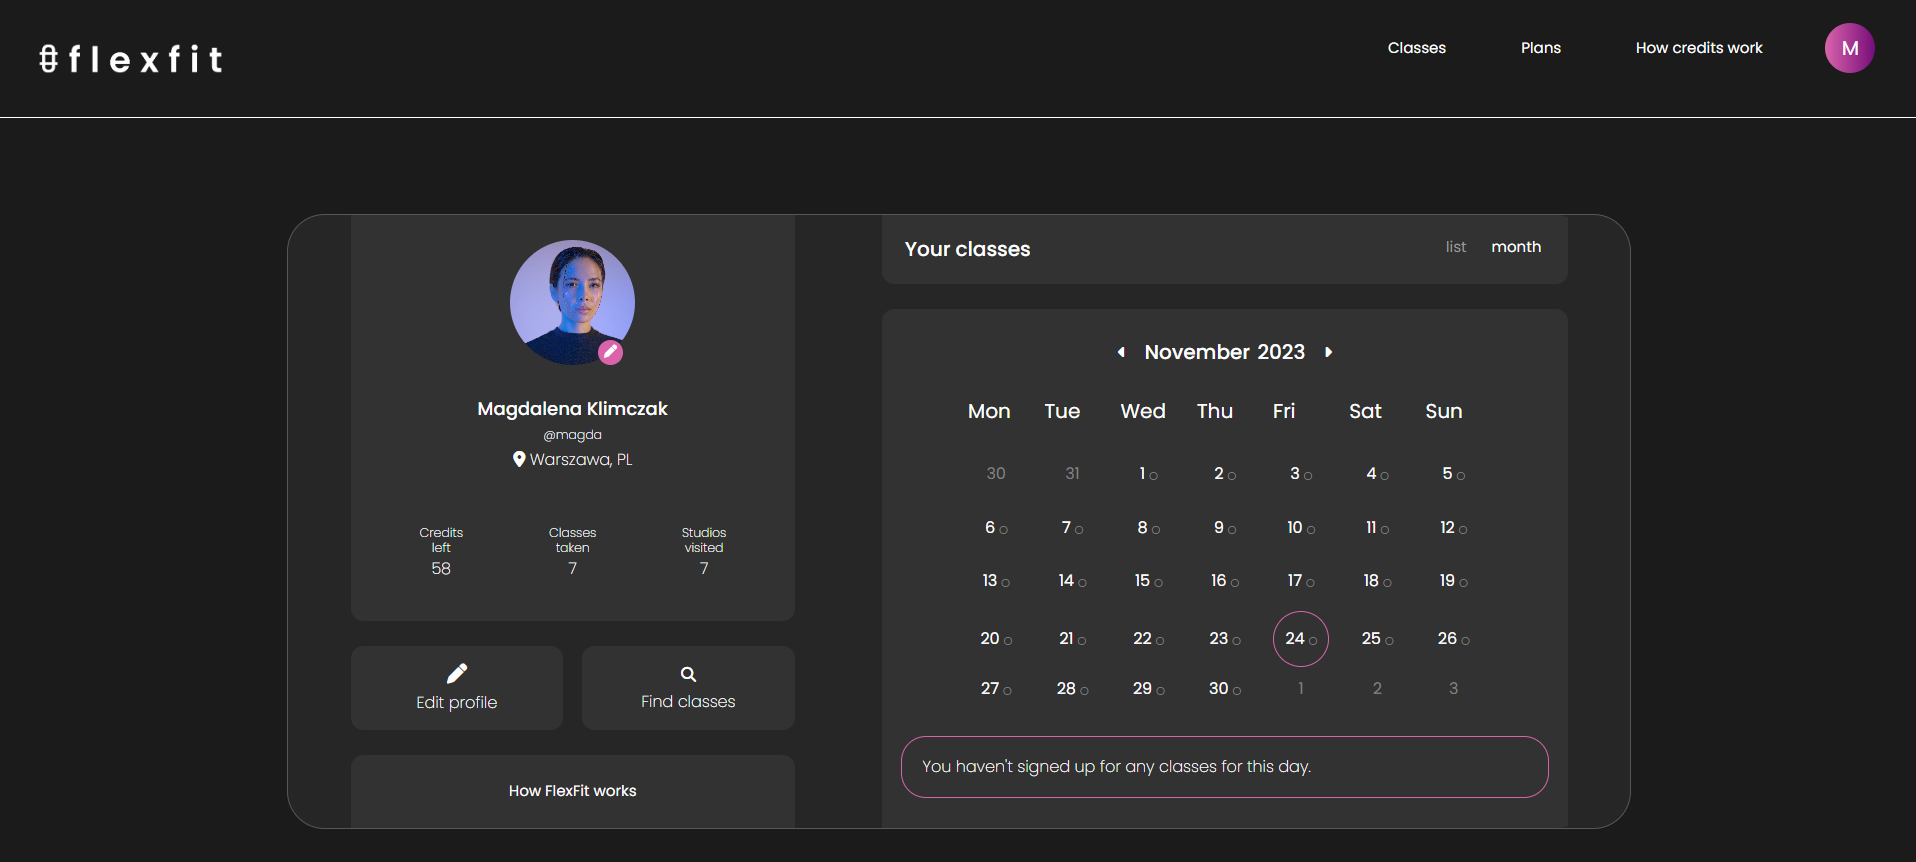 flexfit
Classes Plans How credits work M
Magdalena Klimczak
@magda
Warszawa, PL
Credits left
58
Classes taken
7
Studios visited
7
Edit profile
Find classes
How FlexFit works
Your classes
list month
November 2023
Mon Tue Wed Thu Fri Sat Sun
30 31 1 2 3 4 5
6 7 8 9 10 11 12
13 14 15 16 17 18 19
20 21 22 23 24 25 26
27 28 29 30 1 2 3
You haven't signed up for any classes for this day.